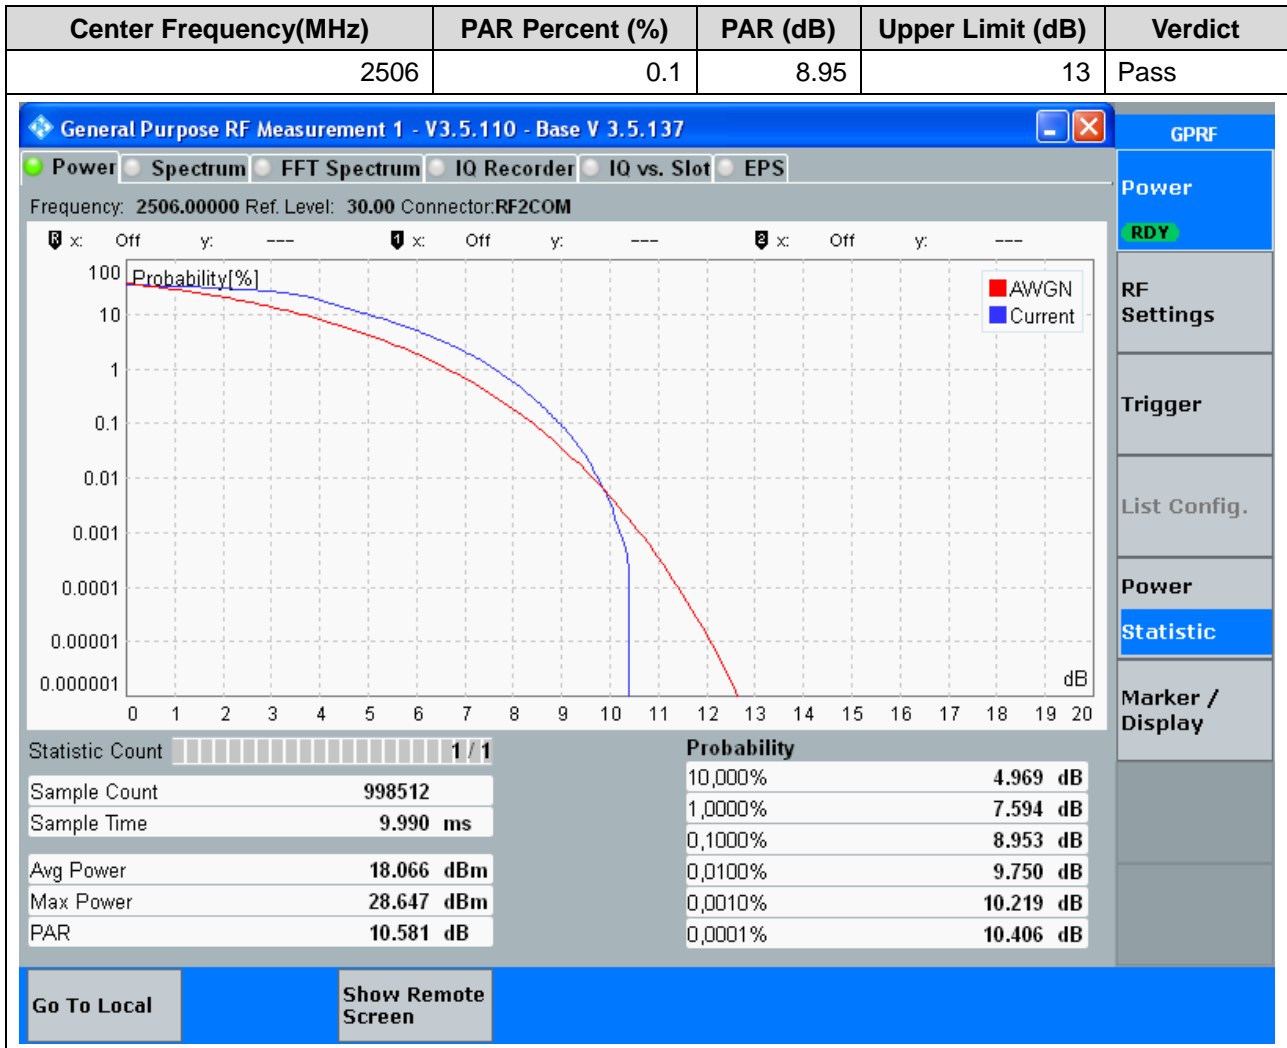 Center Frequency(MHz) PAR Percent (%) PAR (dB) Upper Limit (dB) Verdict
2506 0.1 8.95 13 Pass
General Purpose RF Measurement 1 - V3.5.110 - Base V 3.5.137
GPRF
Power Spectrum FFT Spectrum IQ Recorder IQ vs. Slot EPS
Power
RDY
Frequency: 2506.00000 Ref. Level: 30.00 Connector:RF2COM
R x: Off y: --- 1 x: Off y: --- 2 x: Off y: ---
Probability[%]
AWGN
Current
100
10
1
0.1
0.01
0.001
0.0001
0.00001
0.000001
dB
0 1 2 3 4 5 6 7 8 9 10 11 12 13 14 15 16 17 18 19 20
RF
Settings
Trigger
List Config.
Power
Statistic
Marker /
Display
Statistic Count 1 / 1
Sample Count 998512
Sample Time 9.990 ms
Avg Power 18.066 dBm
Max Power 28.647 dBm
PAR 10.581 dB
Probability
10,000% 4.969 dB
1,0000% 7.594 dB
0,1000% 8.953 dB
0,0100% 9.750 dB
0,0010% 10.219 dB
0,0001% 10.406 dB
Go To Local
Show Remote
Screen